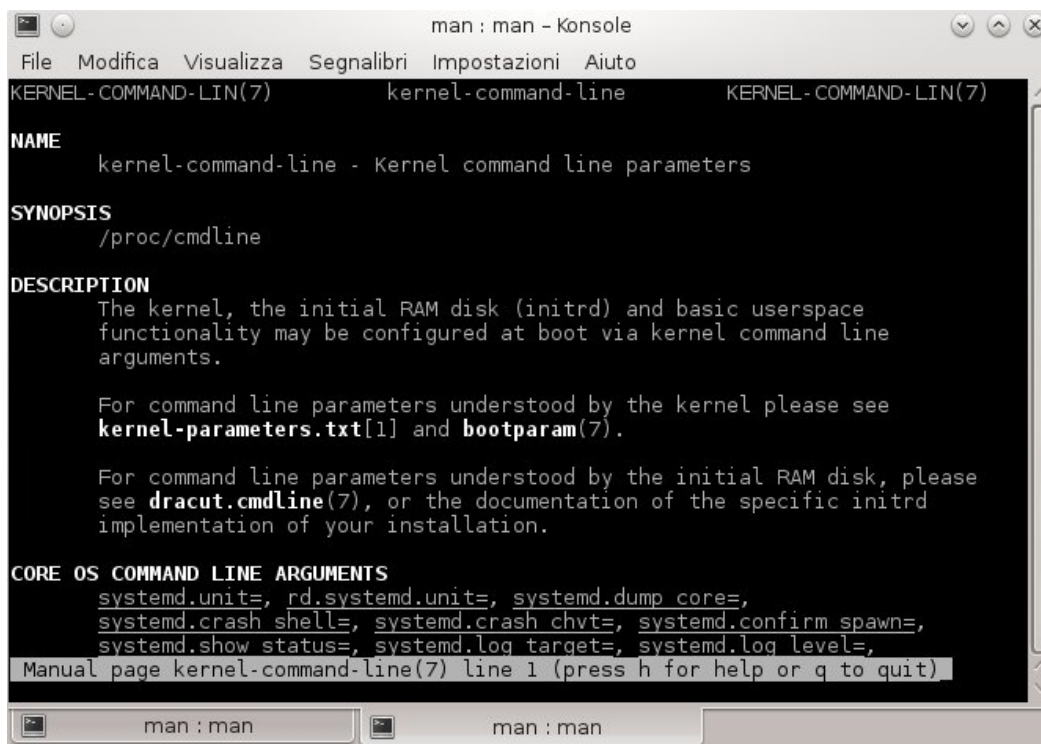 man : man – Konsole
File Modifica Visualizza Segnalibri Impostazioni Aiuto
KERNEL-COMMAND-LIN(7) kernel-command-line KERNEL-COMMAND-LIN(7)
NAME
kernel-command-line - Kernel command line parameters
SYNOPSIS
/proc/cmdline
DESCRIPTION
The kernel, the initial RAM disk (initrd) and basic userspace
functionality may be configured at boot via kernel command line
arguments.
For command line parameters understood by the kernel please see
kernel-parameters.txt[1] and bootparam(7).
For command line parameters understood by the initial RAM disk, please
see dracut.cmdline(7), or the documentation of the specific initrd
implementation of your installation.
CORE OS COMMAND LINE ARGUMENTS
systemd.unit=, rd.systemd.unit=, systemd.dump_core=,
systemd.crash_shell=, systemd.crash_chvt=, systemd.confirm_spawn=,
systemd.show_status=, systemd.log_target=, systemd.log_level=,
Manual page kernel-command-line(7) line 1 (press h for help or q to quit)
man : man man : man